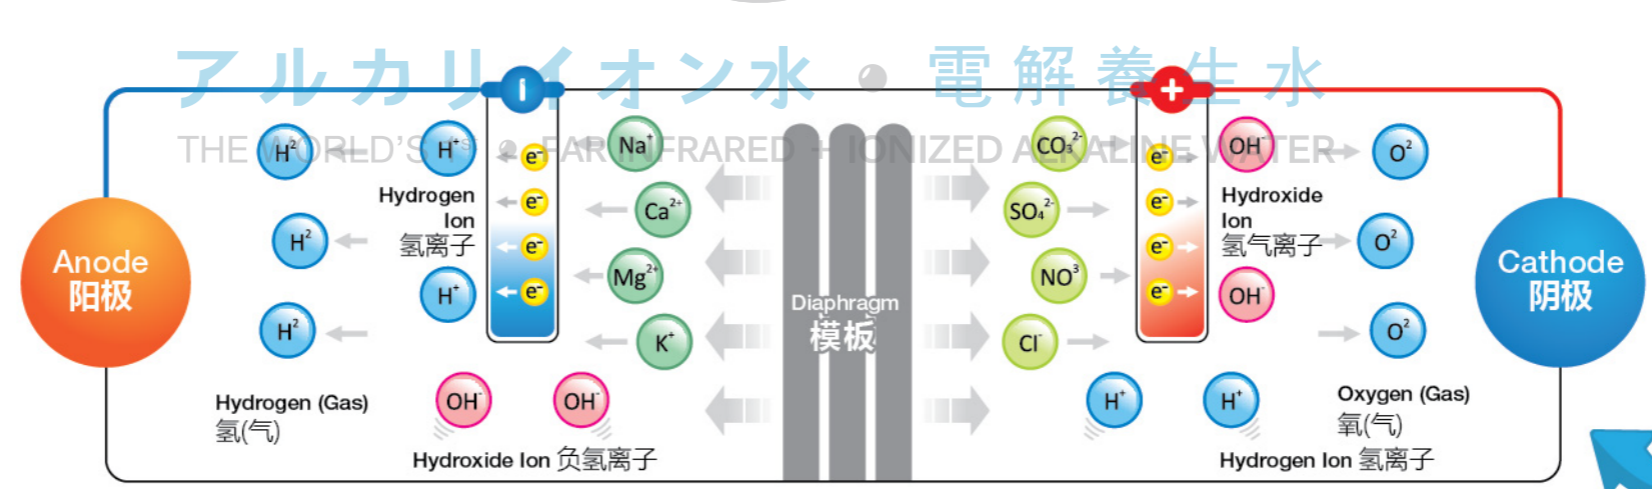 アルカリイオン水 ● 電解養生水
THE WORLD'S 1st ● FAR INFRARED + IONIZED ALKALINE WATER
Anode
阳极
H²
H²
H²
Hydrogen (Gas)
氢(气)
H⁺
Hydrogen
Ion
氢离子
H⁺
OH⁻
OH⁻
Hydroxide Ion 负氢离子
I
e⁻
e⁻
e⁻
e⁻
Na⁺
Ca²⁺
Mg²⁺
K⁺
Diaphragm
模板
CO₃²⁻
SO₄²⁻
NO³
Cl⁻
+
e⁻
e⁻
e⁻
e⁻
OH⁻
Hydroxide
Ion
氢气离子
OH⁻
H⁺
H⁺
Hydrogen Ion 氢离子
O²
O²
O²
Oxygen (Gas)
氧(气)
Cathode
阴极